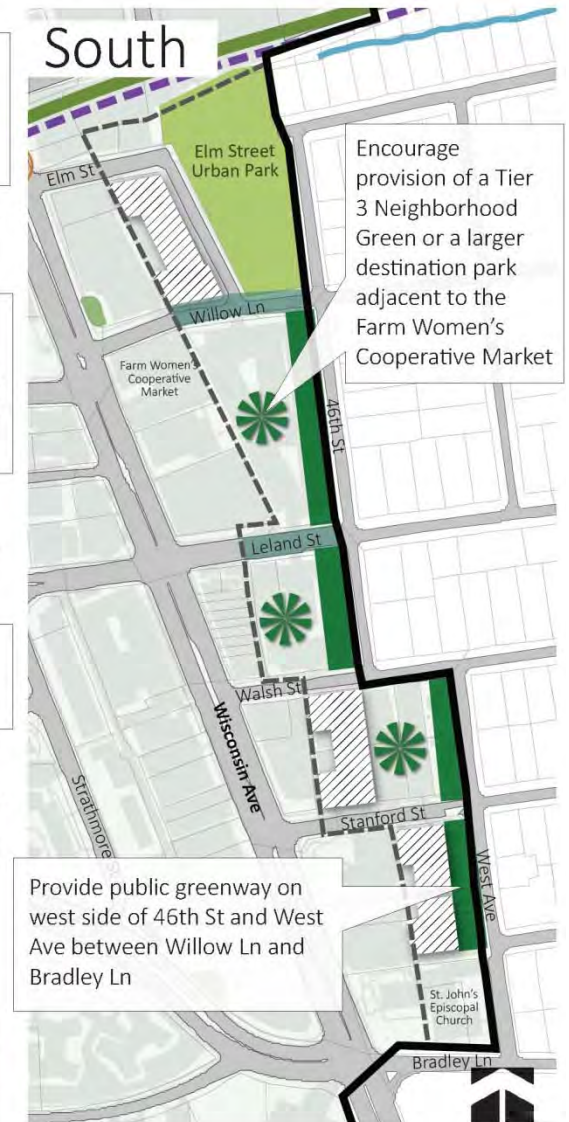 South
Elm Street
Urban Park
Elm St
Encourage
provision of a Tier
3 Neighborhood
Green or a larger
destination park
adjacent to the
Farm Women's
Cooperative Market
Willow Ln
Farm Women's
Cooperative
Market
46th St
Leland St
Walsh St
Wisconsin Ave
Strathmore
Stanford St
Provide public greenway on
west side of 46th St and West
Ave between Willow Ln and
Bradley Ln
West Ave
St. John's
Episcopal
Church
Bradley Ln